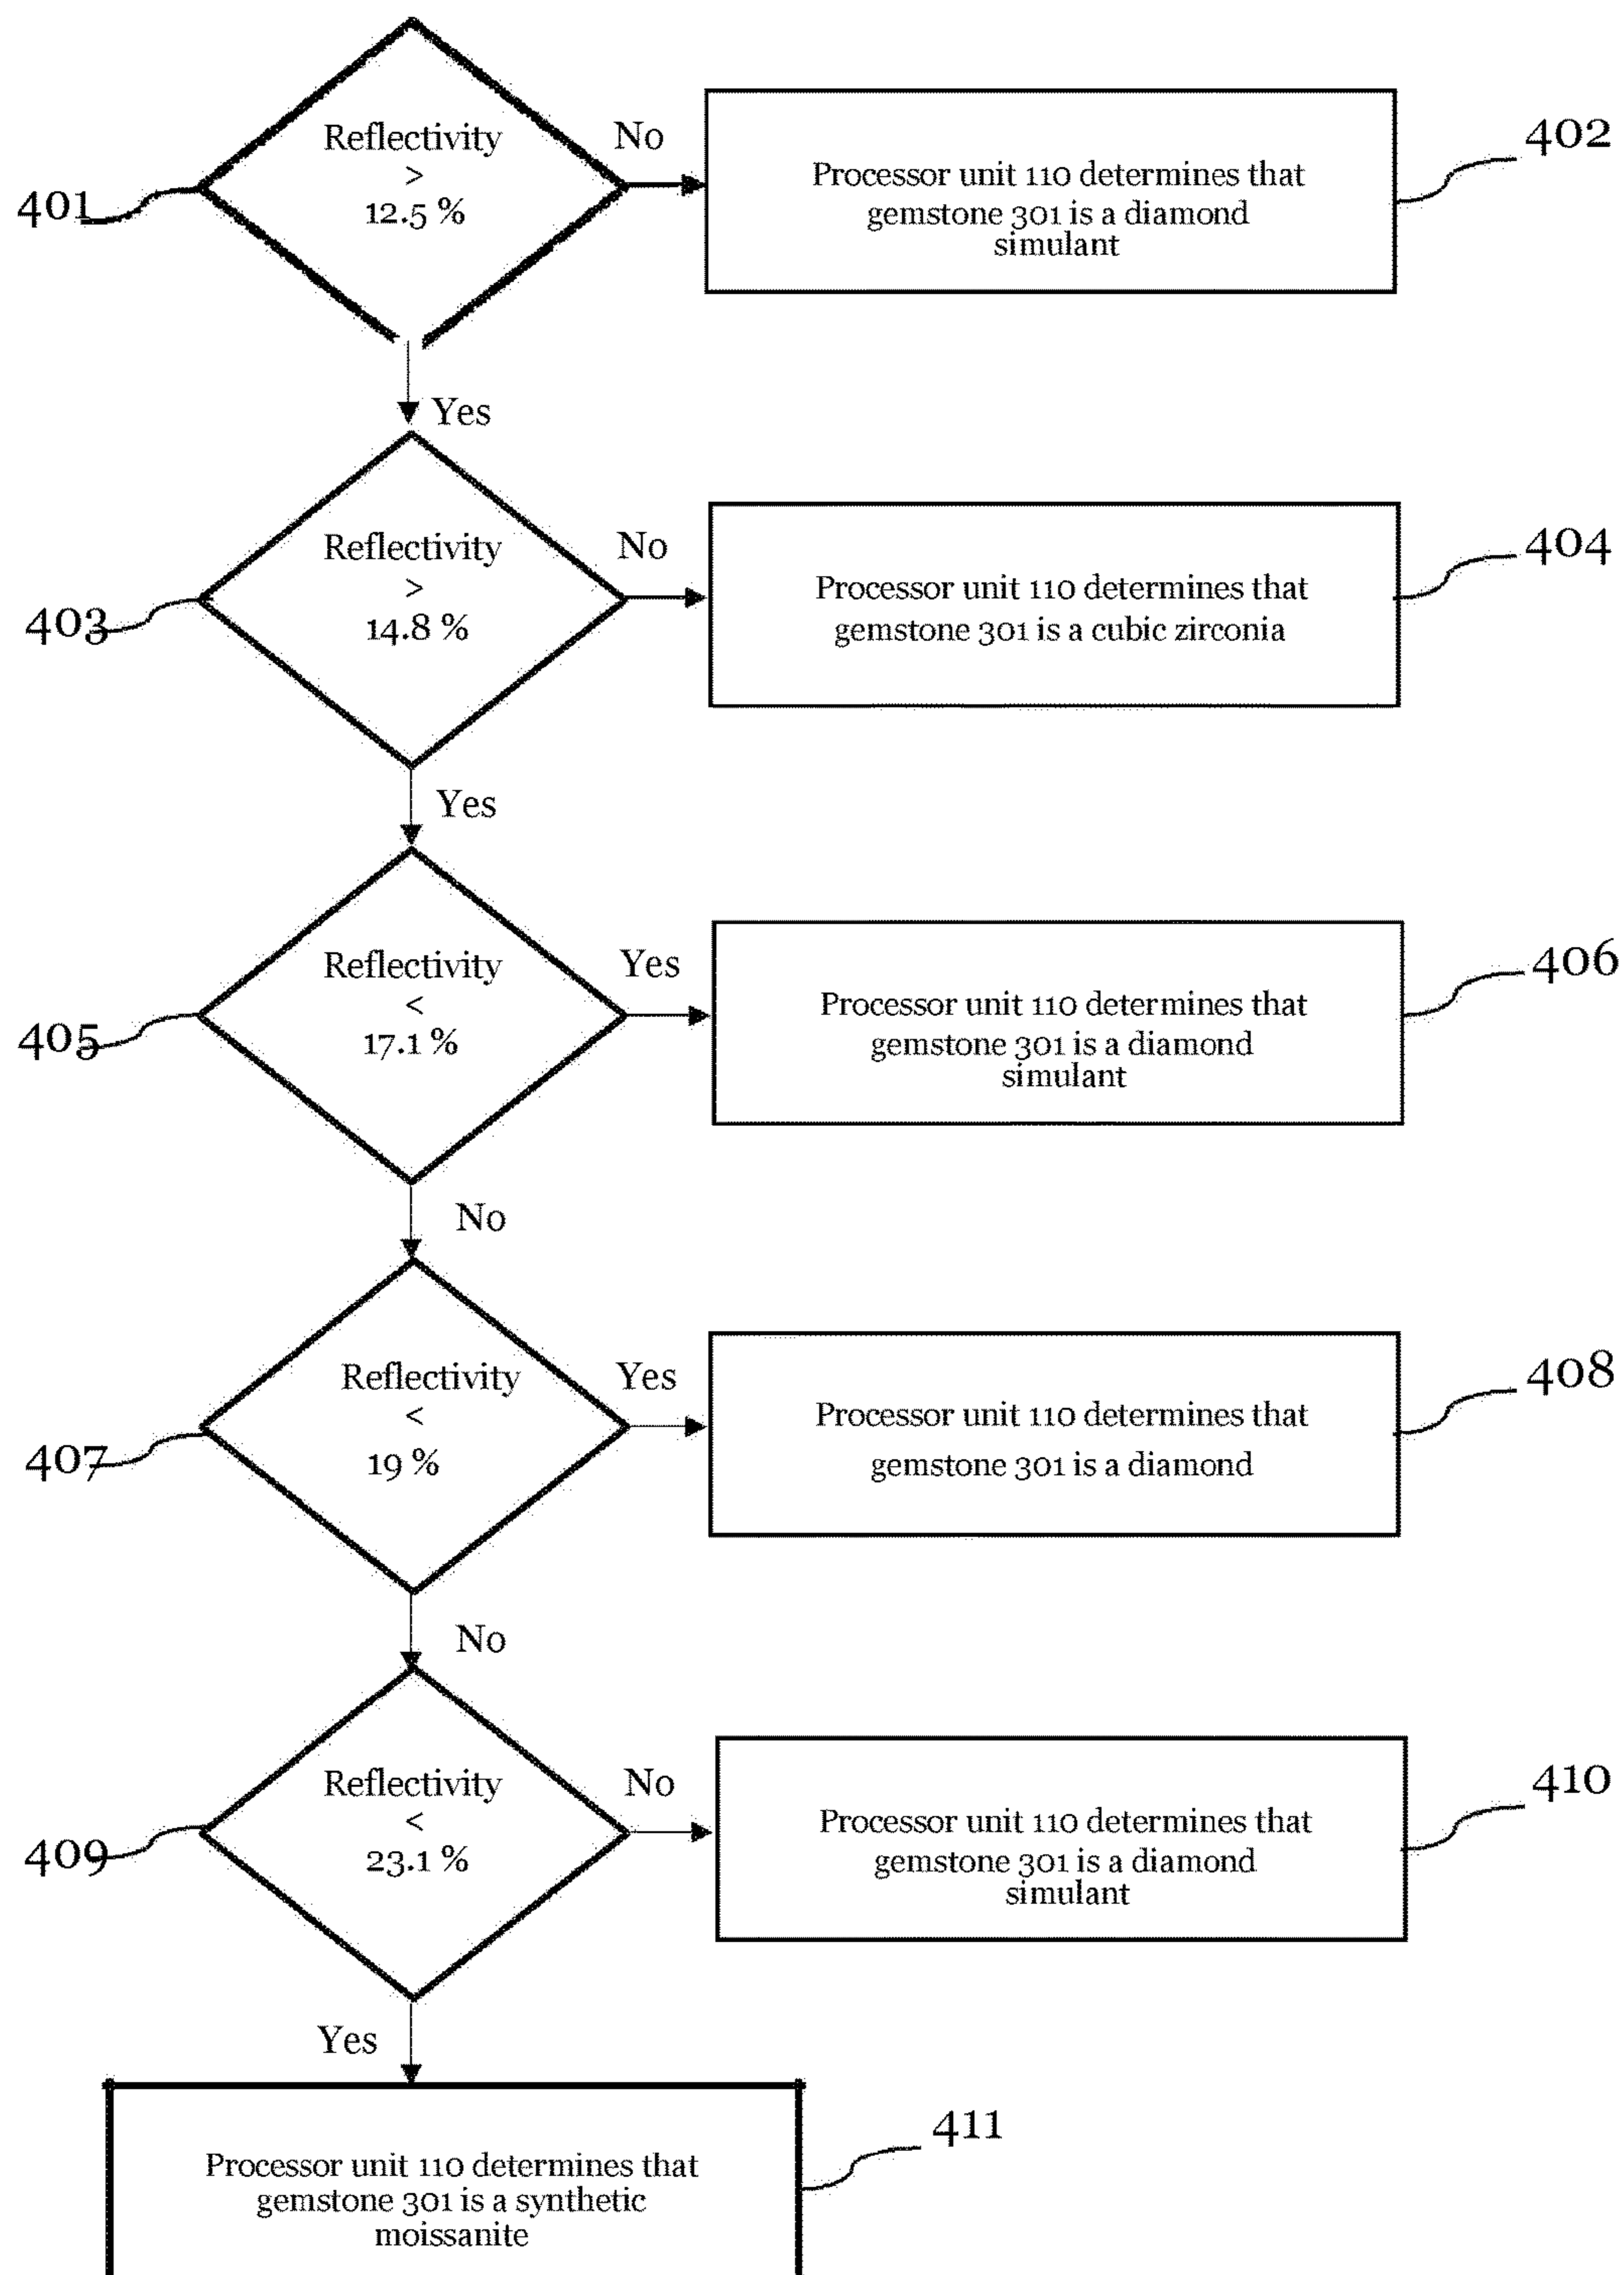 Reflectivity
>
12.5 %
No
Processor unit 110 determines that
gemstone 301 is a diamond
simulant
402
401
Yes
Reflectivity
>
14.8 %
No
Processor unit 110 determines that
gemstone 301 is a cubic zirconia
404
403
Yes
Reflectivity
<
17.1 %
Yes
Processor unit 110 determines that
gemstone 301 is a diamond
simulant
406
405
No
Reflectivity
<
19 %
Yes
Processor unit 110 determines that
gemstone 301 is a diamond
408
407
No
Reflectivity
<
23.1 %
No
Processor unit 110 determines that
gemstone 301 is a diamond
simulant
410
409
Yes
Processor unit 110 determines that
gemstone 301 is a synthetic
moissanite
411